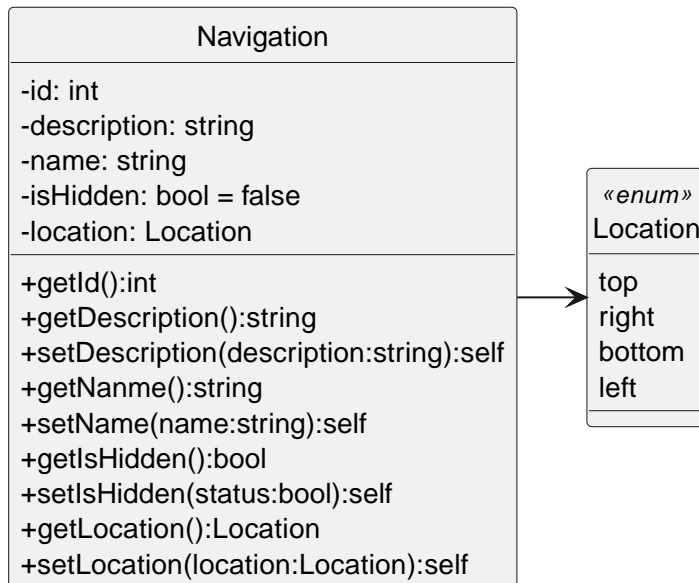 Navigation
-id: int
-description: string
-name: string
-isHidden: bool = false
-location: Location
+getId():int
+getDescription():string
+setDescription(description:string):self
+getNanme():string
+setName(name:string):self
+getIsHidden():bool
+setIsHidden(status:bool):self
+getLocation():Location
+setLocation(location:Location):self
«enum»
Location
top
right
bottom
left